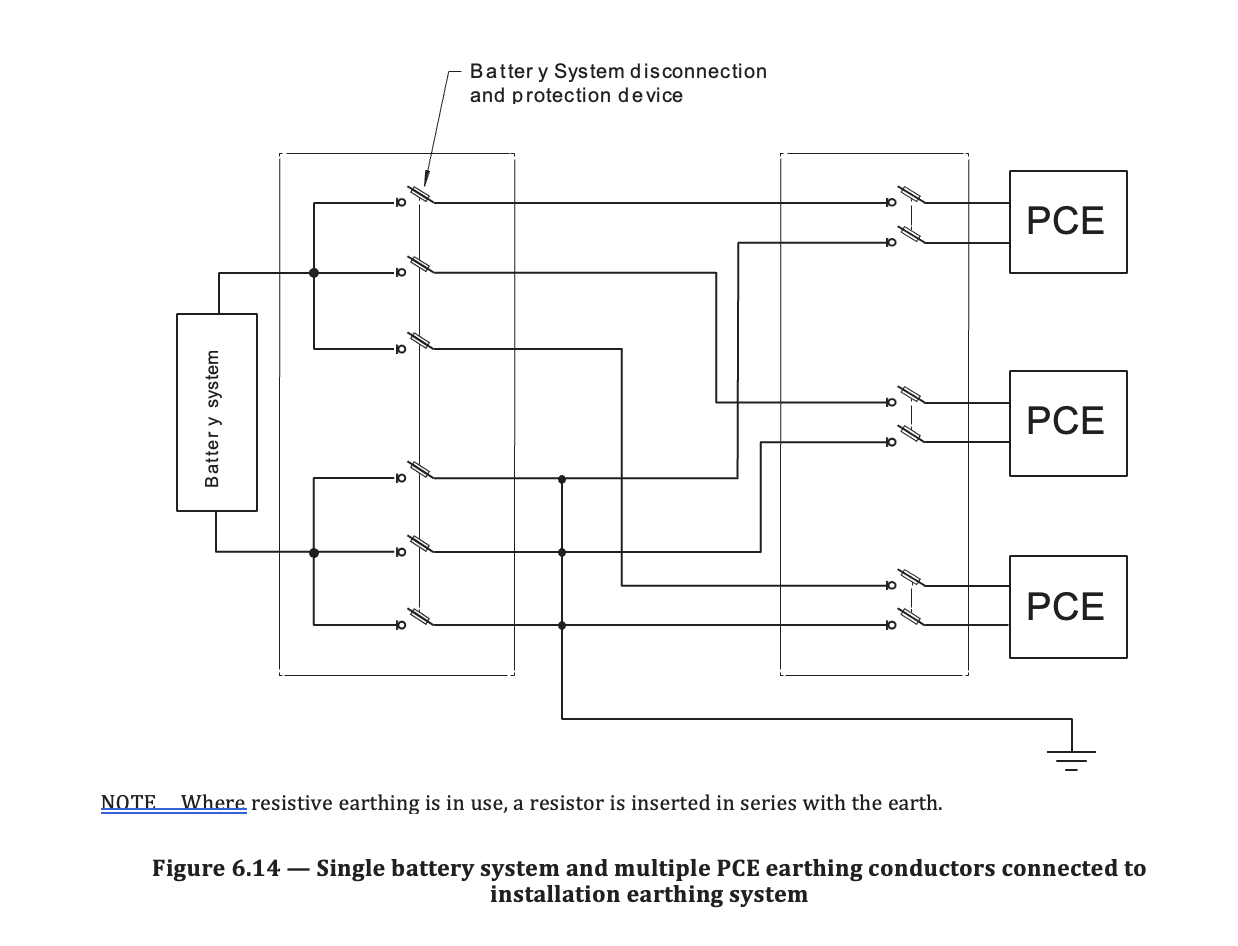 Battery System disconnection
and protection device
PCE
Battery system
PCE
PCE
NOTE Where resistive earthing is in use, a resistor is inserted in series with the earth.
Figure 6.14 — Single battery system and multiple PCE earthing conductors connected to
installation earthing system